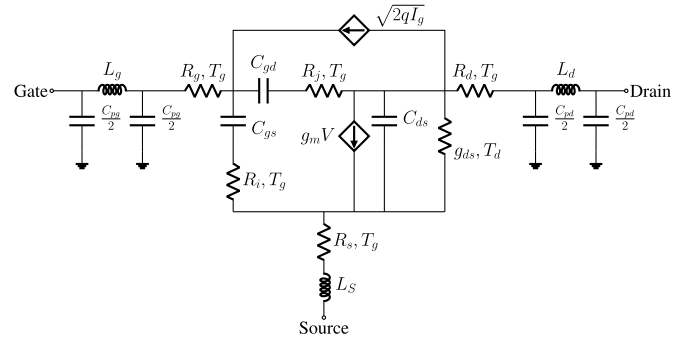 √2qI_g
L_g
R_g, T_g
C_gd
R_j, T_g
R_d, T_g
L_d
Gate
Drain
C_pg/2
C_pg/2
C_gs
g_mV
C_ds
g_ds, T_d
C_pd/2
C_pd/2
R_i, T_g
R_s, T_g
L_S
Source